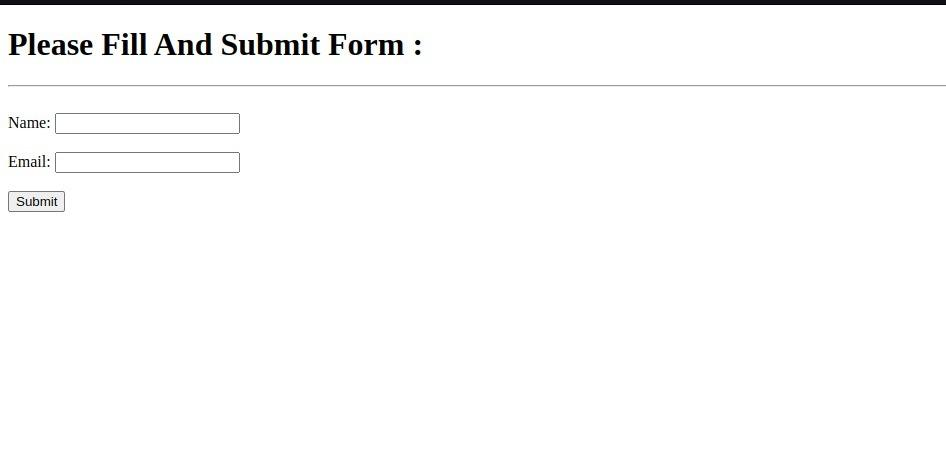 Please Fill And Submit Form :
Name:
Email:
Submit